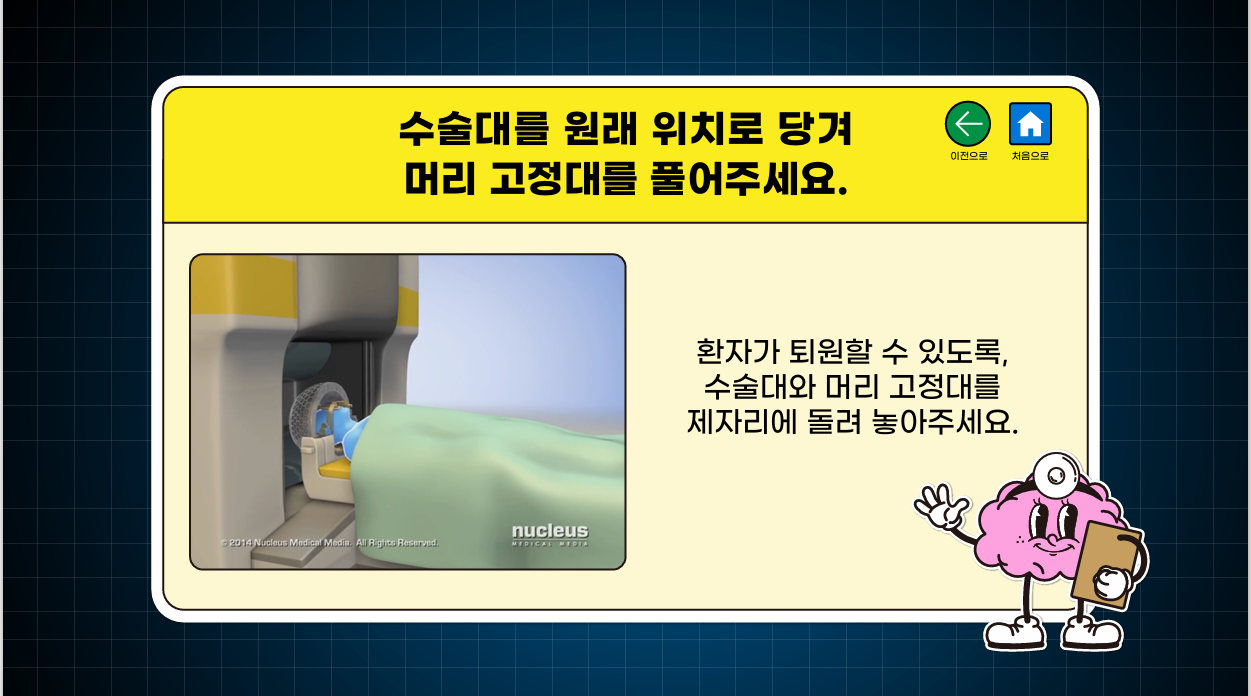 수술대를 원래 위치로 당겨
머리 고정대를 풀어주세요.
이전으로
처음으로
환자가 퇴원할 수 있도록,
수술대와 머리 고정대를
제자리에 돌려 놓아주세요.
nucleus
MEDICAL MEDIA
© 2014 Nucleus Medical Media. All Rights Reserved.